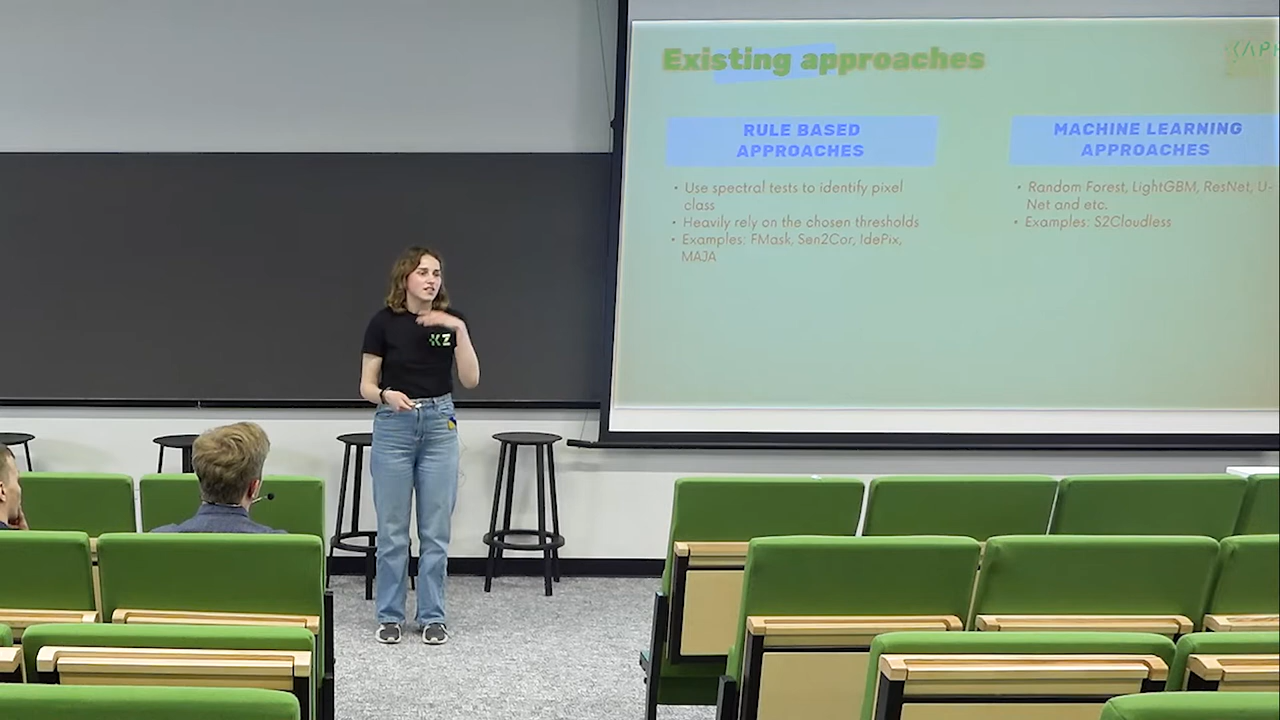 Existing approaches
RULE BASED
APPROACHES
• Use spectral tests to identify pixel
class
• Heavily rely on the chosen thresholds
• Examples: FMask, Sen2Cor, IdePix,
MAJA
MACHINE LEARNING
APPROACHES
• Random Forest, LightGBM, ResNet, U-
Net and etc.
• Examples: S2Cloudless
KZ